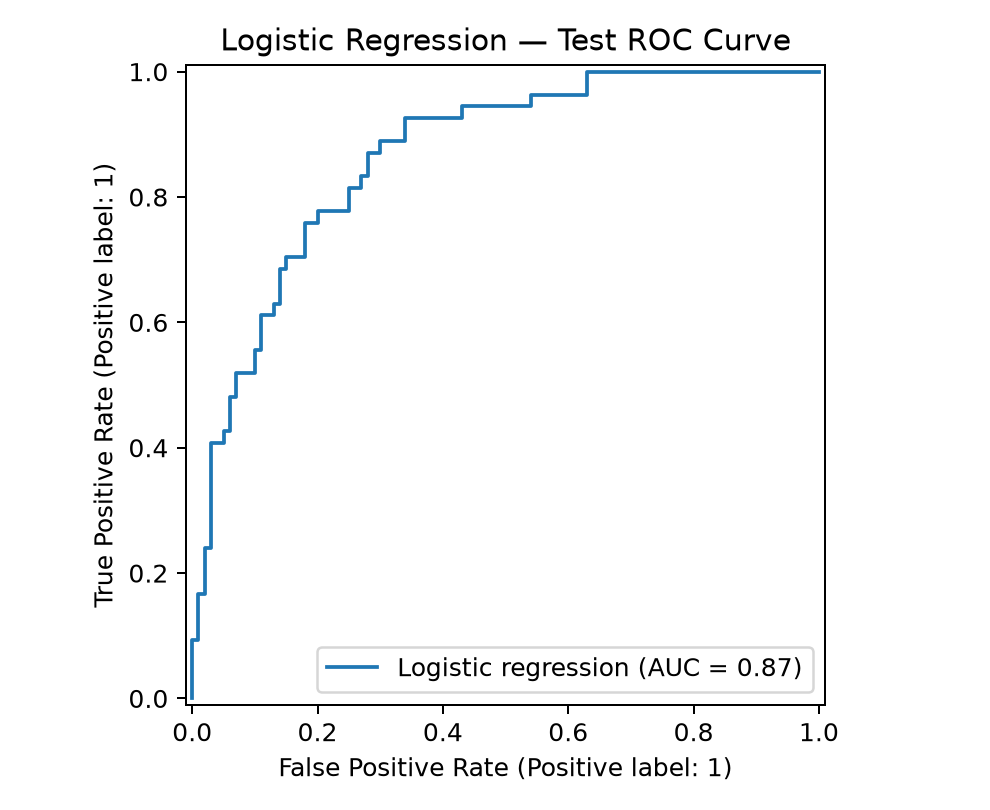 Logistic Regression — Test ROC Curve
True Positive Rate (Positive label: 1)
1.0
0.8
0.6
0.4
0.2
0.0
Logistic regression (AUC = 0.87)
0.0 0.2 0.4 0.6 0.8 1.0
False Positive Rate (Positive label: 1)